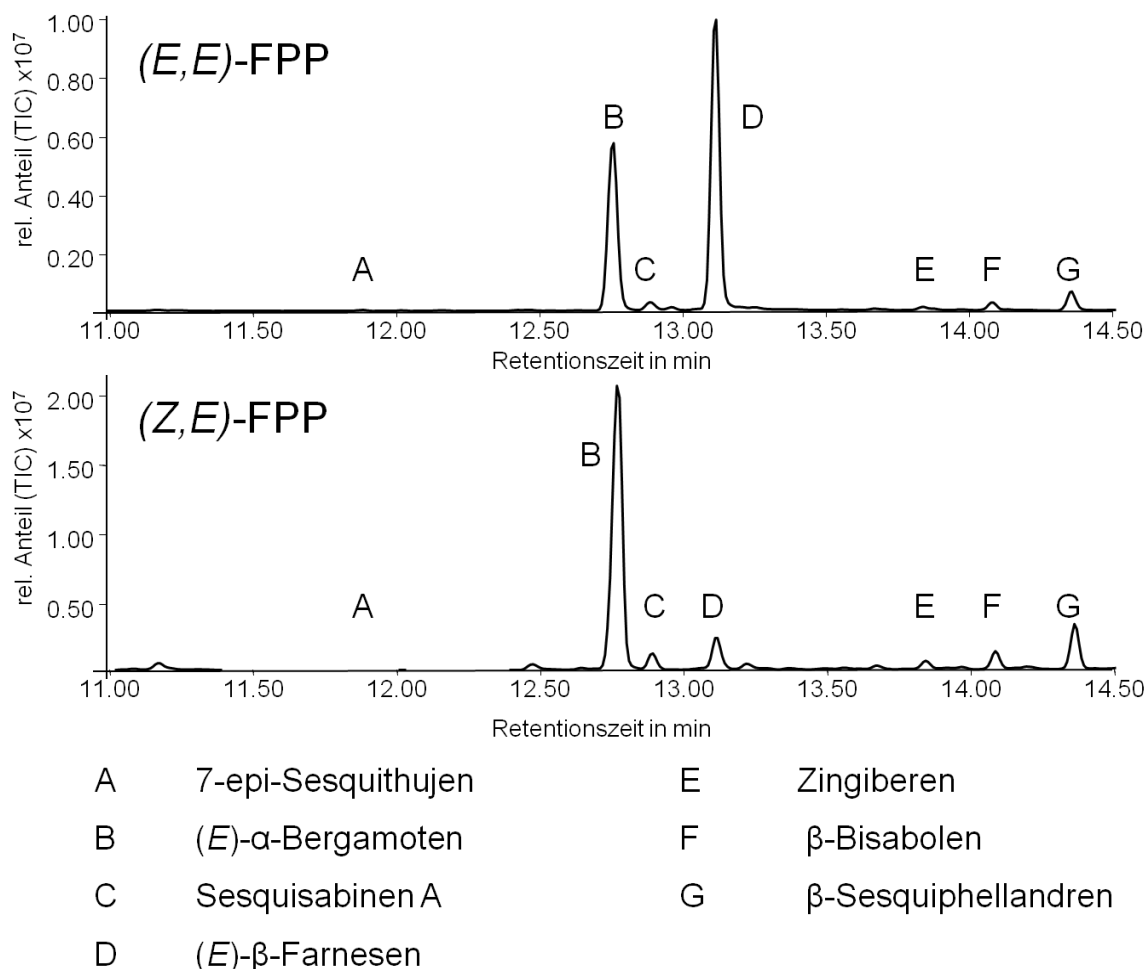 (E,E)-FPP
rel. Anteil (TIC) x10⁷
1.00
0.80
0.60
0.40
0.20
A
B
C
D
E
F
G
11.00 11.50 12.00 12.50 13.00 13.50 14.00 14.50
Retentionszeit in min
(Z,E)-FPP
rel. Anteil (TIC) x10⁷
2.00
1.50
1.00
0.50
A
B
C
D
E
F
G
11.00 11.50 12.00 12.50 13.00 13.50 14.00 14.50
Retentionszeit in min
A 7-epi-Sesquithujen
B (E)-α-Bergamoten
C Sesquisabinen A
D (E)-β-Farnesen
E Zingiberen
F β-Bisabolen
G β-Sesquiphellandren